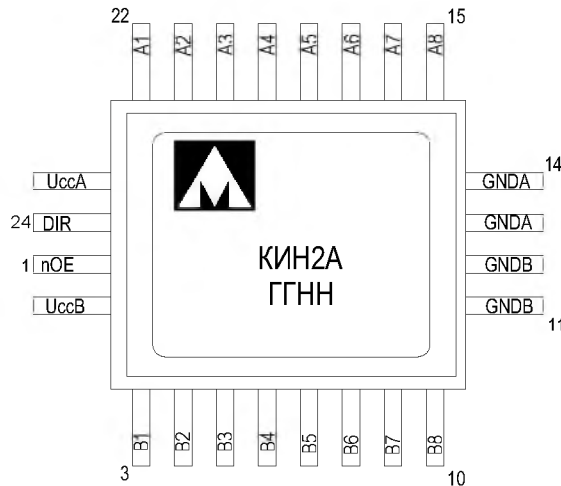 22 15
A1 A2 A3 A4 A5 A6 A7 A8
14
UccA GNDA
24 DIR GNDA
КИН2А
1 nOE GNDB
ГГНН
UccB GNDB
11
B1 B2 B3 B4 B5 B6 B7 B8
3 10